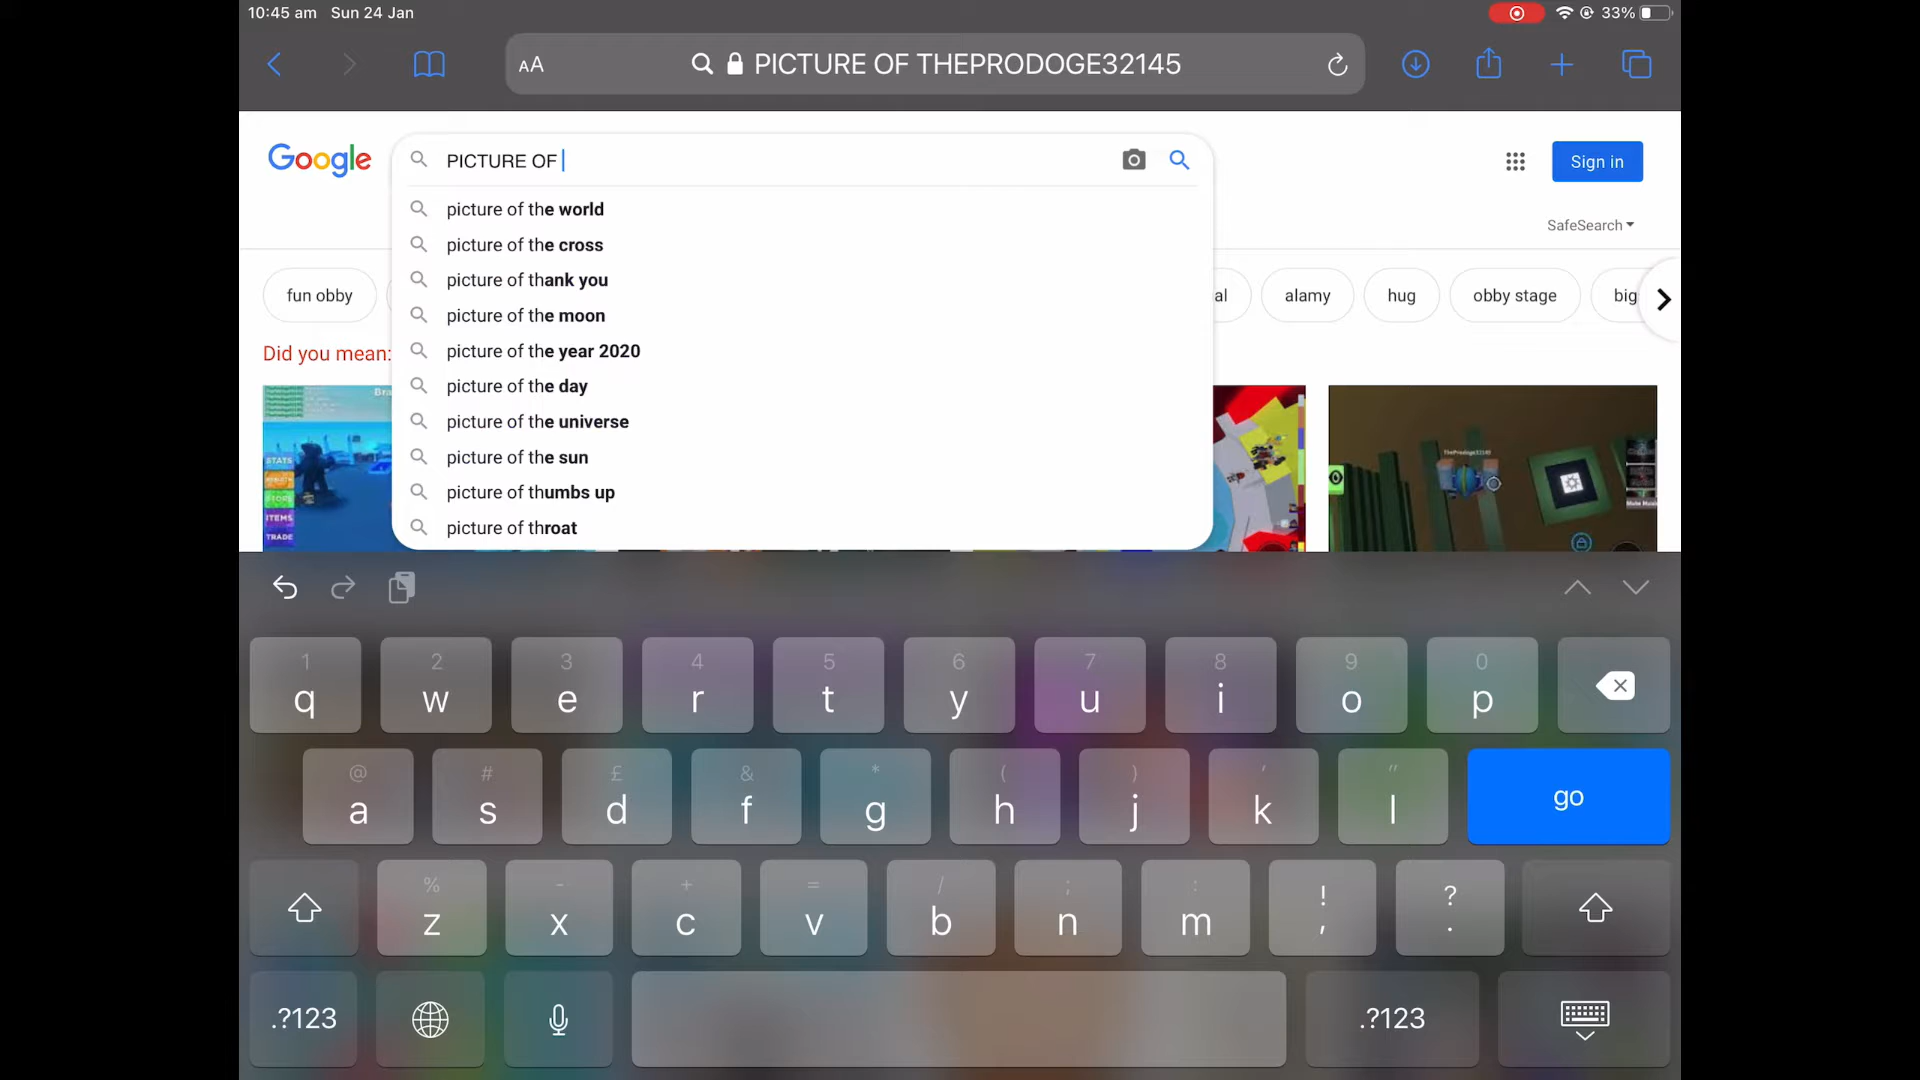 10:45 am Sun 24 Jan
33%
AA PICTURE OF THEPRODOGE32145
Google
PICTURE OF
Sign in
picture of the world
SafeSearch
picture of the cross
picture of thank you
fun obby
al
alamy
hug
obby stage
big
picture of the moon
Did you mean:
picture of the year 2020
picture of the day
picture of the universe
picture of the sun
picture of thumbs up
picture of throat
Bra
STATS
ITEMS
TRADE
TheProdoge32145
1 2 3 4 5 6 7 8 9 0
q w e r t y u i o p
@ # £ & * ( ) ' "
a s d f g h j k l go
% - + = / ; : ! ?
z x c v b n m , .
.?123 .?123